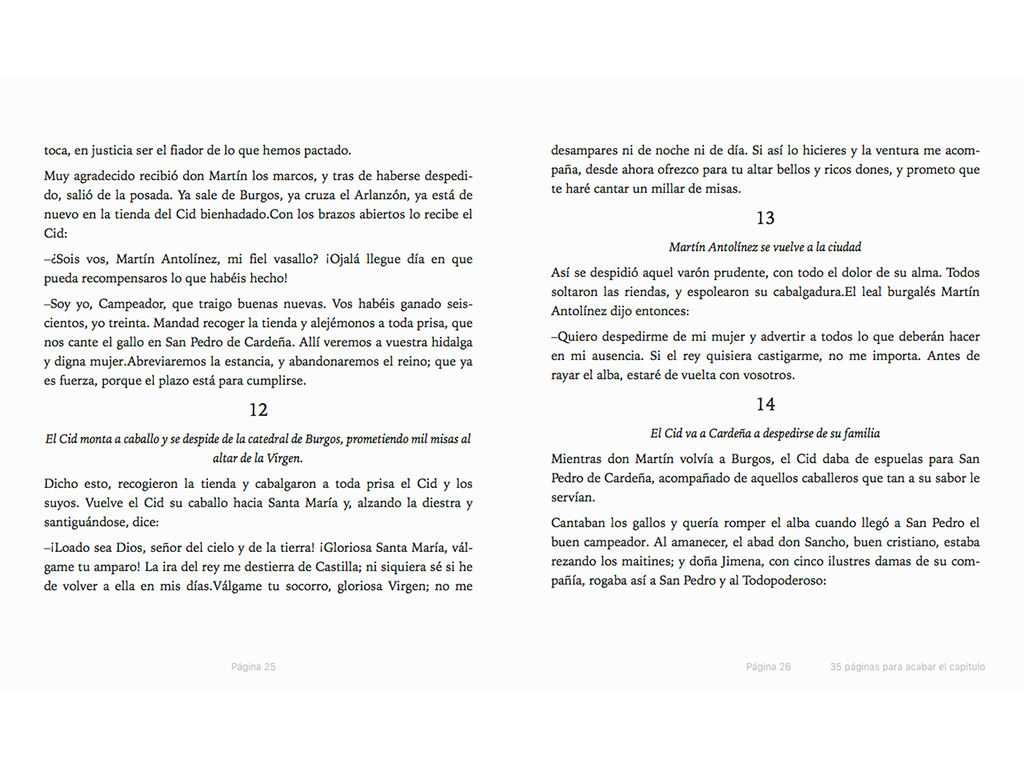 toca, en justicia ser el fiador de lo que hemos pactado.
Muy agradecido recibió don Martín los marcos, y tras de haberse despedi-
do, salió de la posada. Ya sale de Burgos, ya cruza el Arlanzón, ya está de
nuevo en la tienda del Cid bienhadado.Con los brazos abiertos lo recibe el
Cid:
–¿Sois vos, Martín Antolínez, mi fiel vasallo? ¡Ojalá llegue día en que
pueda recompensaros lo que habéis hecho!
–Soy yo, Campeador, que traigo buenas nuevas. Vos habéis ganado seis-
cientos, yo treinta. Mandad recoger la tienda y alejémonos a toda prisa, que
nos cante el gallo en San Pedro de Cardeña. Allí veremos a vuestra hidalga
y digna mujer.Abreviaremos la estancia, y abandonaremos el reino; que ya
es fuerza, porque el plazo está para cumplirse.
12
El Cid monta a caballo y se despide de la catedral de Burgos, prometiendo mil misas al
altar de la Virgen.
Dicho esto, recogieron la tienda y cabalgaron a toda prisa el Cid y los
suyos. Vuelve el Cid su caballo hacia Santa María y, alzando la diestra y
santiguándose, dice:
–¡Loado sea Dios, señor del cielo y de la tierra! ¡Gloriosa Santa María, vál-
game tu amparo! La ira del rey me destierra de Castilla; ni siquiera sé si he
de volver a ella en mis días.Válgame tu socorro, gloriosa Virgen; no me
Página 25
desampares ni de noche ni de día. Si así lo hicieres y la ventura me acom-
paña, desde ahora ofrezco para tu altar bellos y ricos dones, y prometo que
te haré cantar un millar de misas.
13
Martín Antolínez se vuelve a la ciudad
Así se despidió aquel varón prudente, con todo el dolor de su alma. Todos
soltaron las riendas, y espolearon su cabalgadura.El leal burgalés Martín
Antolínez dijo entonces:
–Quiero despedirme de mi mujer y advertir a todos lo que deberán hacer
en mi ausencia. Si el rey quisiera castigarme, no me importa. Antes de
rayar el alba, estaré de vuelta con vosotros.
14
El Cid va a Cardeña a despedirse de su familia
Mientras don Martín volvía a Burgos, el Cid daba de espuelas para San
Pedro de Cardeña, acompañado de aquellos caballeros que tan a su sabor le
servían.
Cantaban los gallos y quería romper el alba cuando llegó a San Pedro el
buen campeador. Al amanecer, el abad don Sancho, buen cristiano, estaba
rezando los maitines; y doña Jimena, con cinco ilustres damas de su com-
pañía, rogaba así a San Pedro y al Todopoderoso:
Página 26
35 páginas para acabar el capítulo